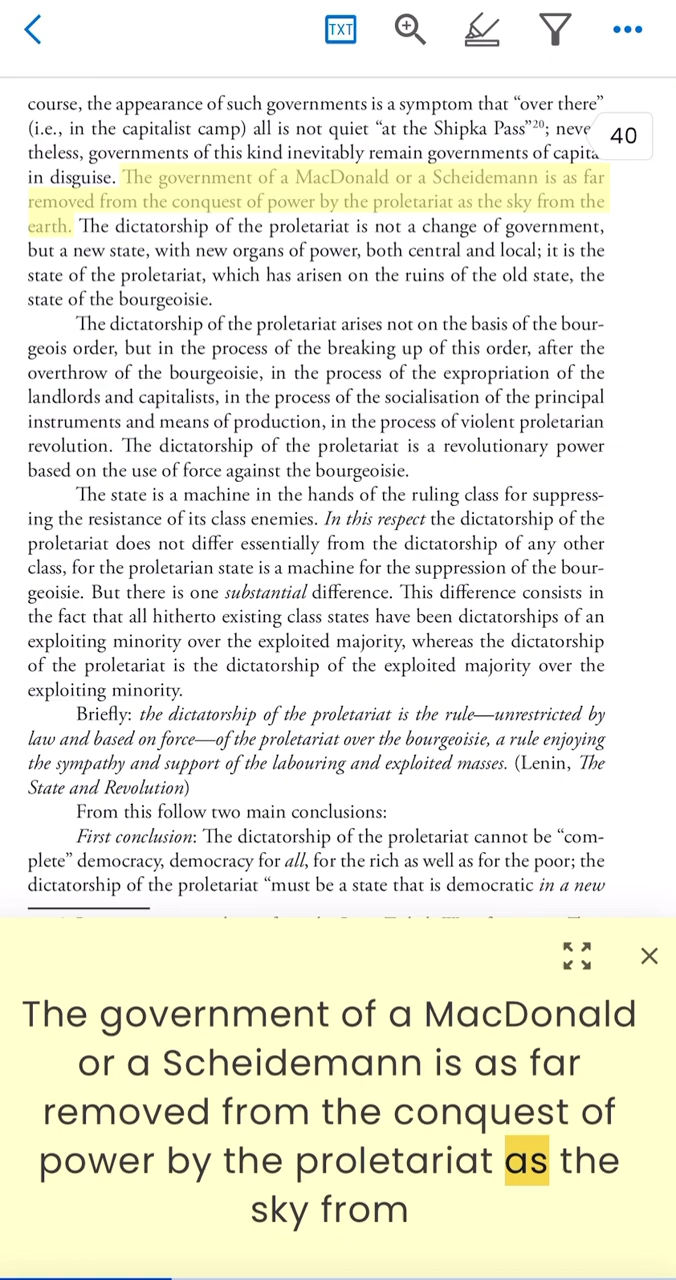 TXT
course, the appearance of such governments is a symptom that “over there”
(i.e., in the capitalist camp) all is not quiet “at the Shipka Pass”20; neve
40
theless, governments of this kind inevitably remain governments of capita
in disguise. The government of a MacDonald or a Scheidemann is as far
removed from the conquest of power by the proletariat as the sky from the
earth. The dictatorship of the proletariat is not a change of government,
but a new state, with new organs of power, both central and local; it is the
state of the proletariat, which has arisen on the ruins of the old state, the
state of the bourgeoisie.
The dictatorship of the proletariat arises not on the basis of the bour-
geois order, but in the process of the breaking up of this order, after the
overthrow of the bourgeoisie, in the process of the expropriation of the
landlords and capitalists, in the process of the socialisation of the principal
instruments and means of production, in the process of violent proletarian
revolution. The dictatorship of the proletariat is a revolutionary power
based on the use of force against the bourgeoisie.
The state is a machine in the hands of the ruling class for suppress-
ing the resistance of its class enemies. In this respect the dictatorship of the
proletariat does not differ essentially from the dictatorship of any other
class, for the proletarian state is a machine for the suppression of the bour-
geoisie. But there is one substantial difference. This difference consists in
the fact that all hitherto existing class states have been dictatorships of an
exploiting minority over the exploited majority, whereas the dictatorship
of the proletariat is the dictatorship of the exploited majority over the
exploiting minority.
Briefly: the dictatorship of the proletariat is the rule—unrestricted by
law and based on force—of the proletariat over the bourgeoisie, a rule enjoying
the sympathy and support of the labouring and exploited masses. (Lenin, The
State and Revolution)
From this follow two main conclusions:
First conclusion: The dictatorship of the proletariat cannot be “com-
plete” democracy, democracy for all, for the rich as well as for the poor; the
dictatorship of the proletariat “must be a state that is democratic in a new
The government of a MacDonald
or a Scheidemann is as far
removed from the conquest of
power by the proletariat as the
sky from